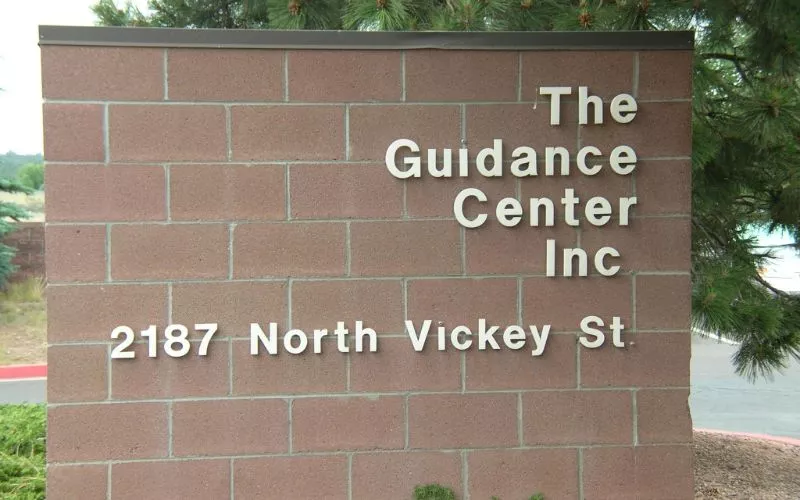 The
Guidance
Center
Inc
2187 North Vickey St